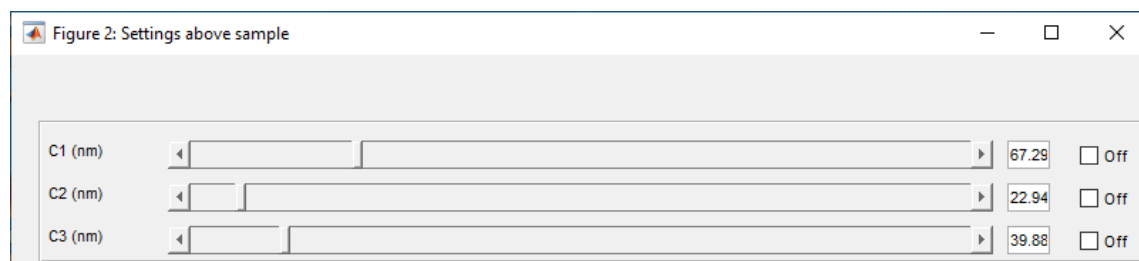 Figure 2: Settings above sample
C1 (nm) 67.29 Off
C2 (nm) 22.94 Off
C3 (nm) 39.88 Off